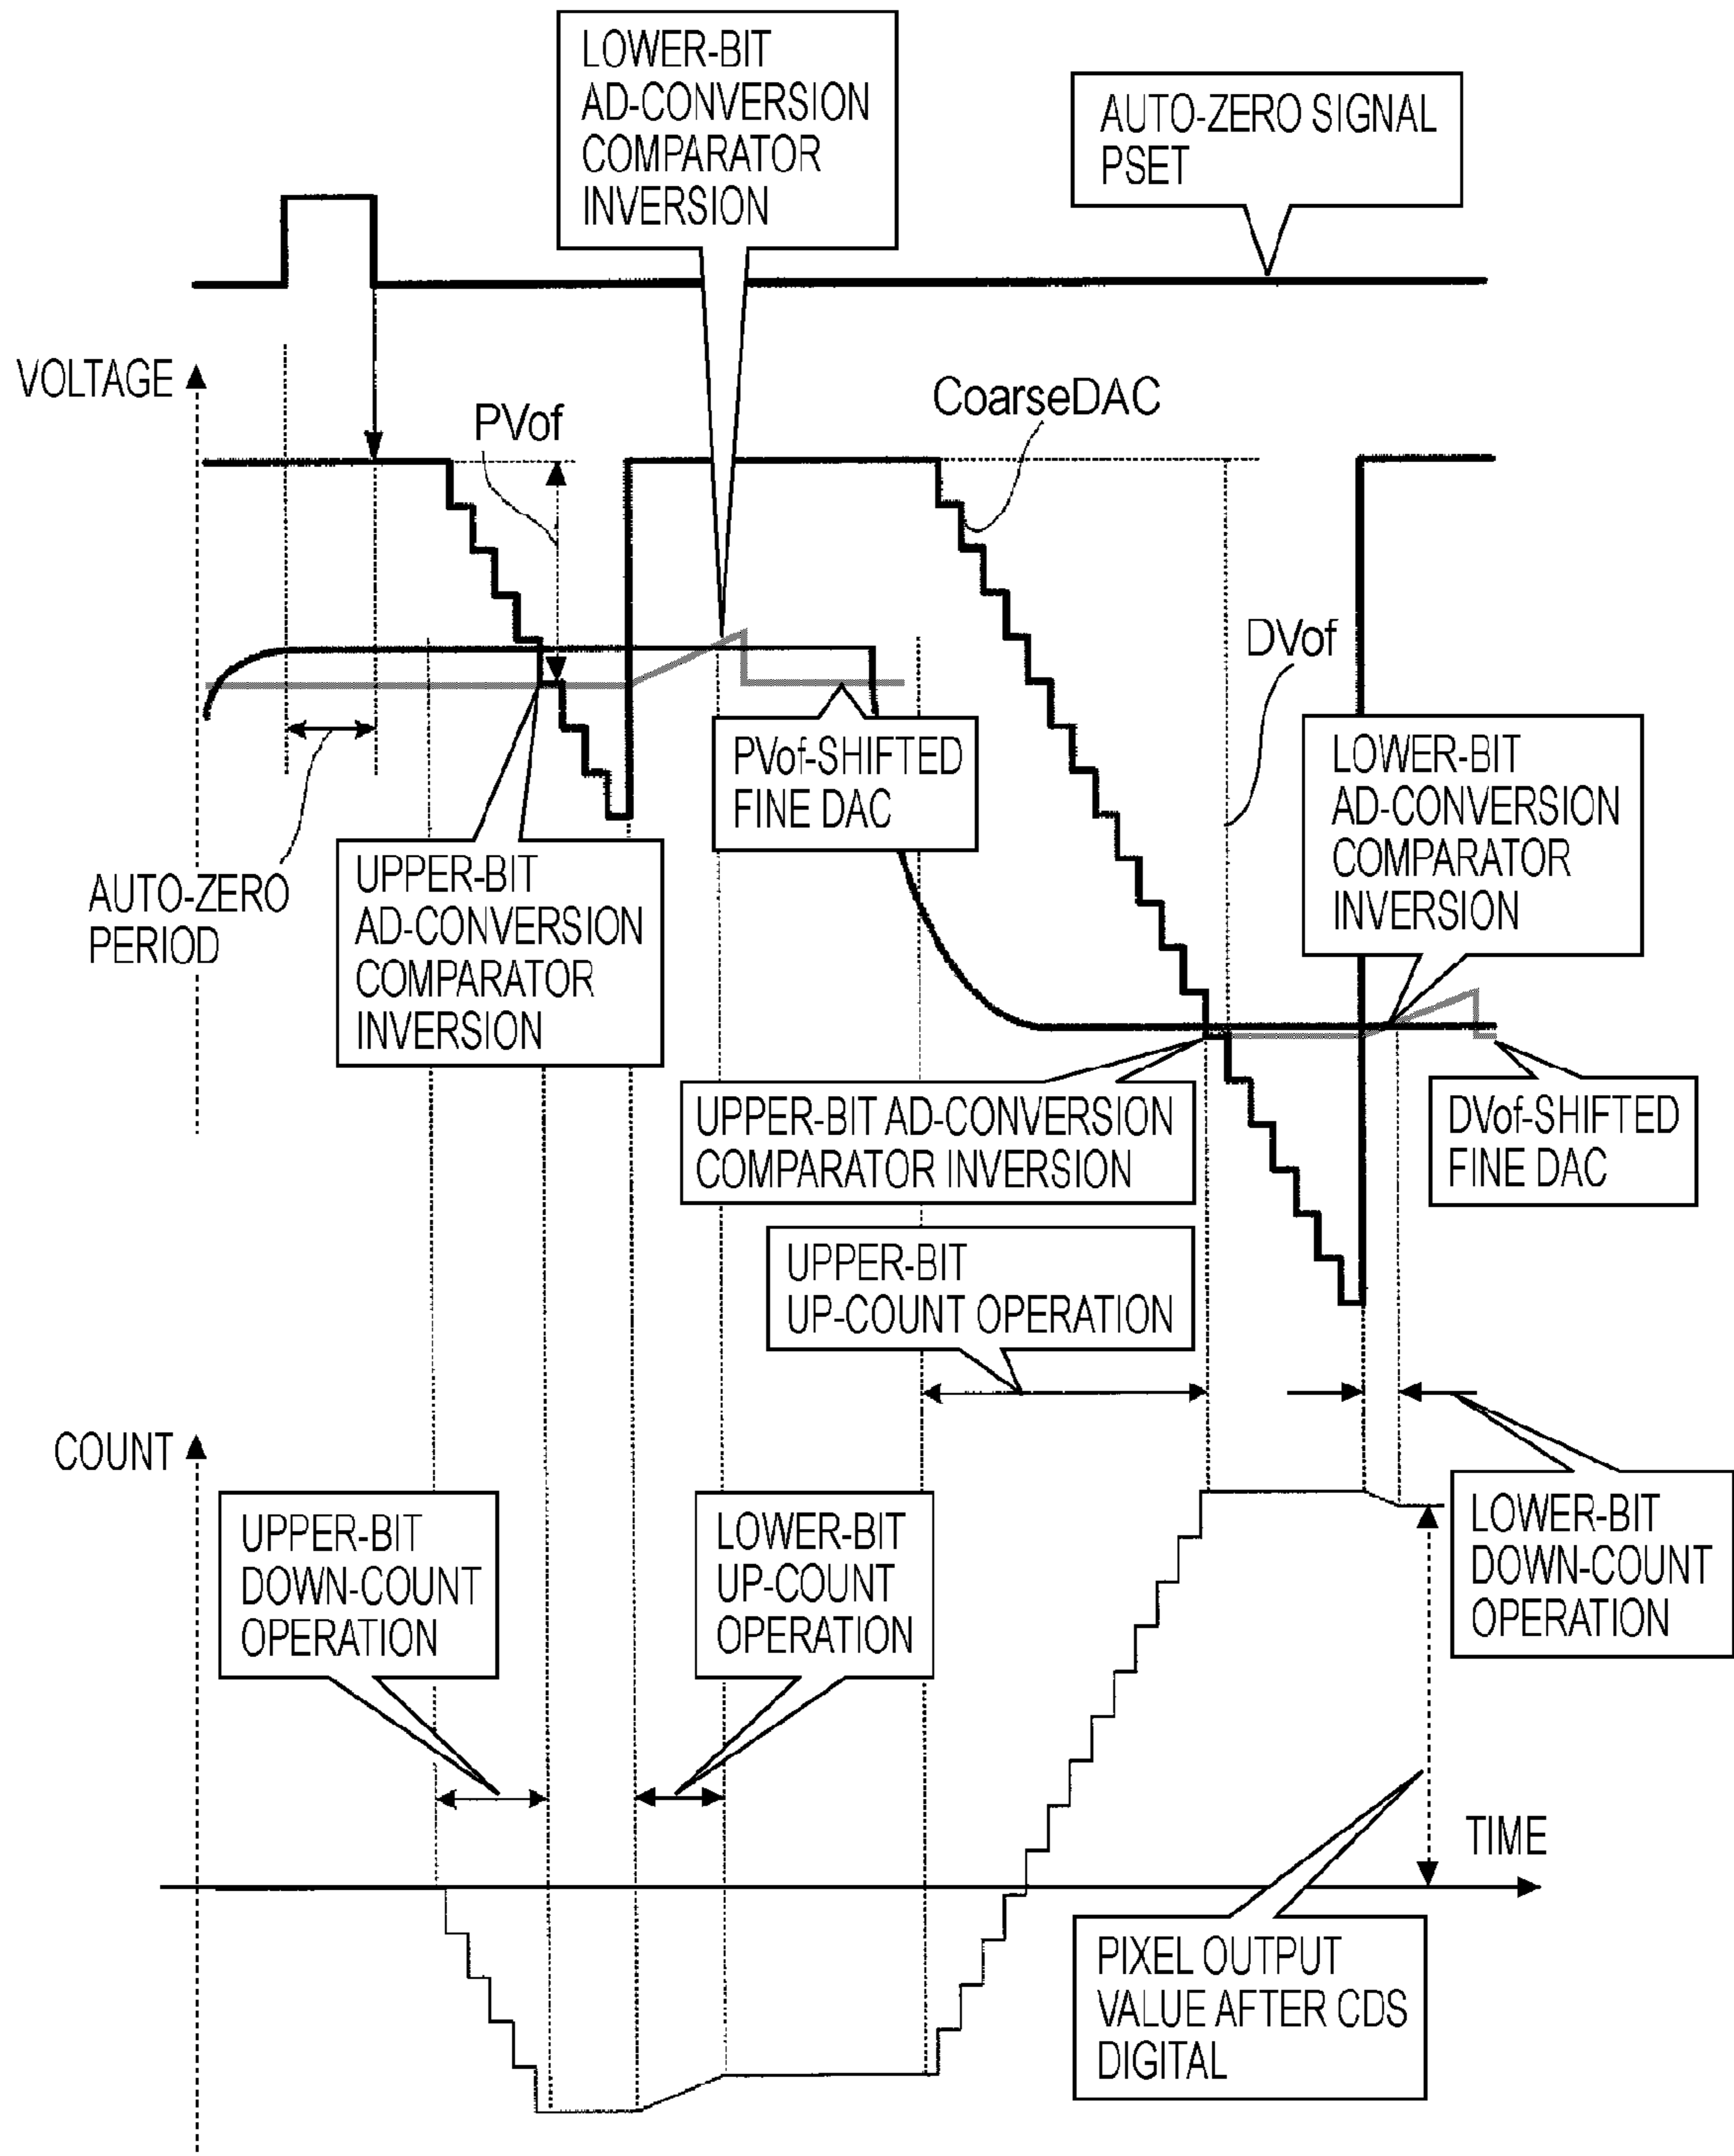 LOWER-BIT
AD-CONVERSION
COMPARATOR
INVERSION
AUTO-ZERO SIGNAL
PSET
VOLTAGE
PVof
CoarseDAC
DVof
PVof-SHIFTED
FINE DAC
LOWER-BIT
AD-CONVERSION
COMPARATOR
INVERSION
AUTO-ZERO
PERIOD
UPPER-BIT
AD-CONVERSION
COMPARATOR
INVERSION
UPPER-BIT AD-CONVERSION
COMPARATOR INVERSION
DVof-SHIFTED
FINE DAC
UPPER-BIT
UP-COUNT OPERATION
COUNT
UPPER-BIT
DOWN-COUNT
OPERATION
LOWER-BIT
UP-COUNT
OPERATION
LOWER-BIT
DOWN-COUNT
OPERATION
TIME
PIXEL OUTPUT
VALUE AFTER CDS
DIGITAL